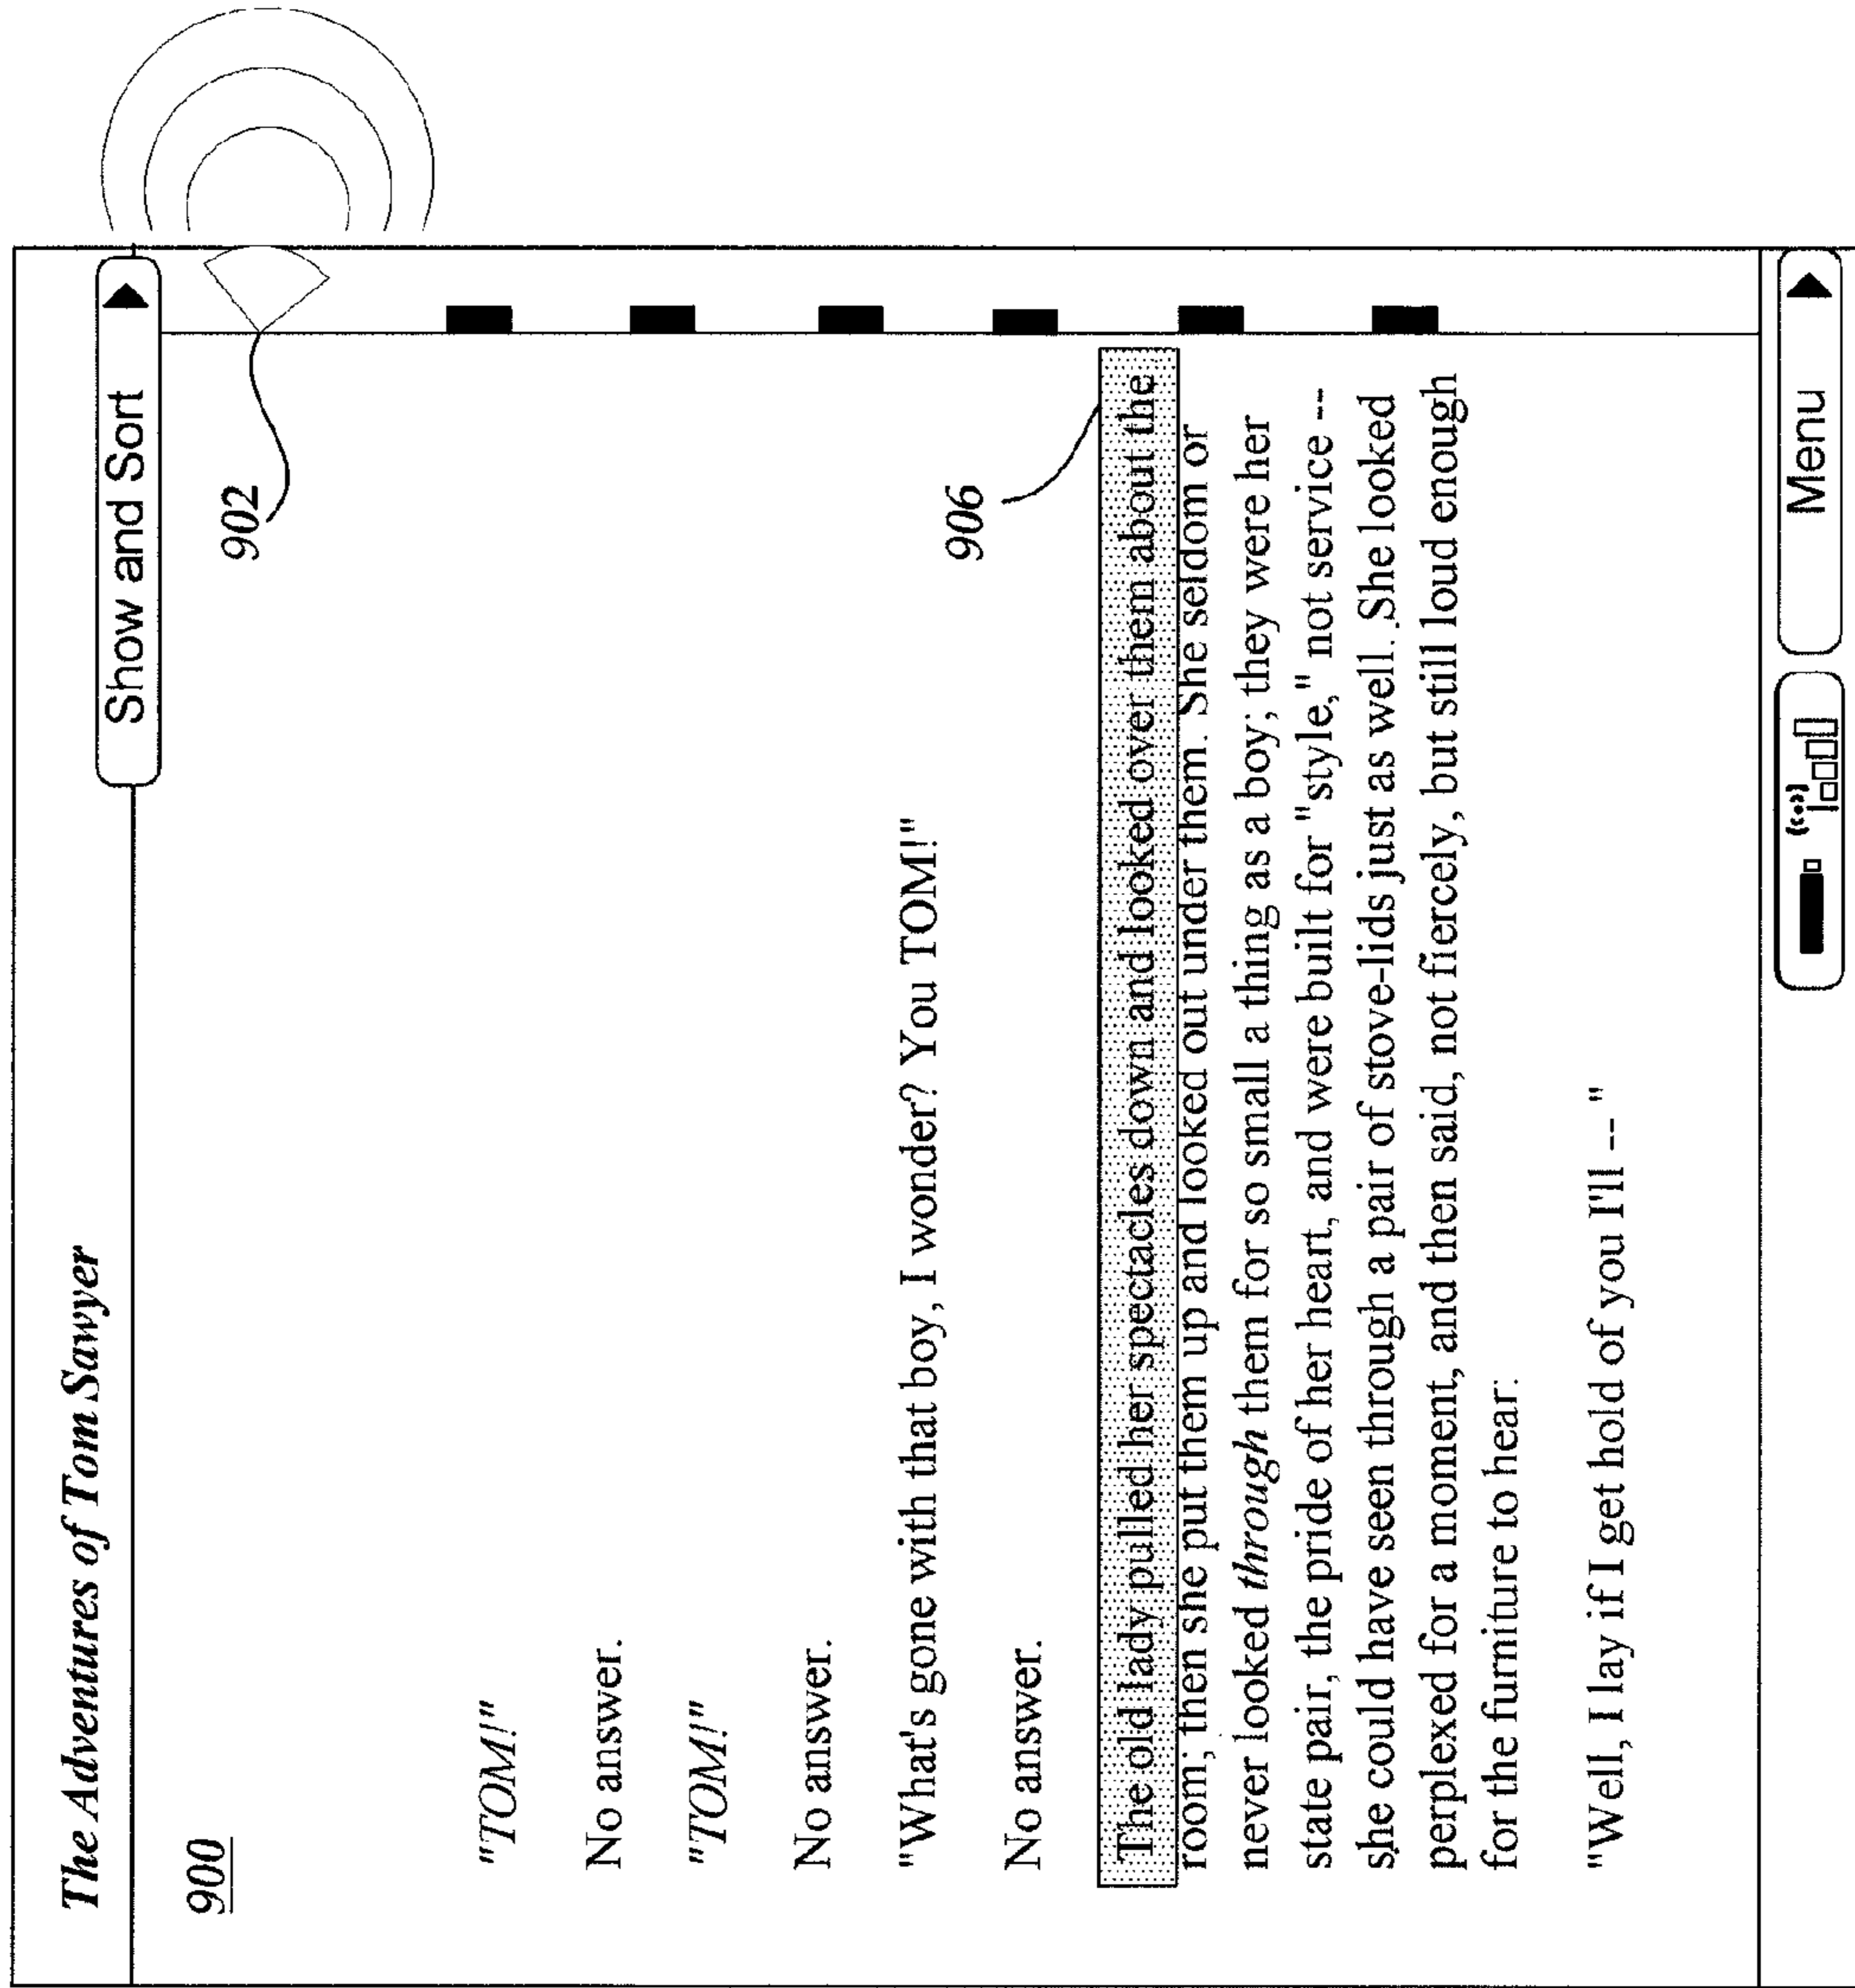 The Adventures of Tom Sawyer
Show and Sort
900
902
"TOM!"
No answer.
"TOM!"
No answer.
"What's gone with that boy, I wonder? You TOM!"
No answer.
906
The old lady pulled her spectacles down and looked over them about the
room; then she put them up and looked out under them. She seldom or
never looked through them for so small a thing as a boy; they were her
state pair, the pride of her heart, and were built for "style," not service --
she could have seen through a pair of stove-lids just as well. She looked
perplexed for a moment, and then said, not fiercely, but still loud enough
for the furniture to hear:
"Well, I lay if I get hold of you I'll -- "
Menu